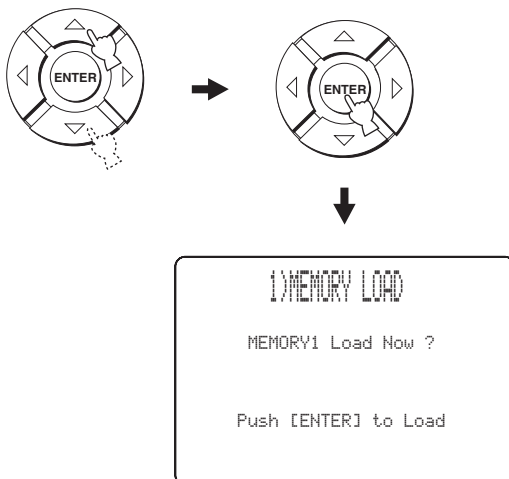 ENTER
ENTER
1)MEMORY LOAD
MEMORY1 Load Now ?
Push [ENTER] to Load